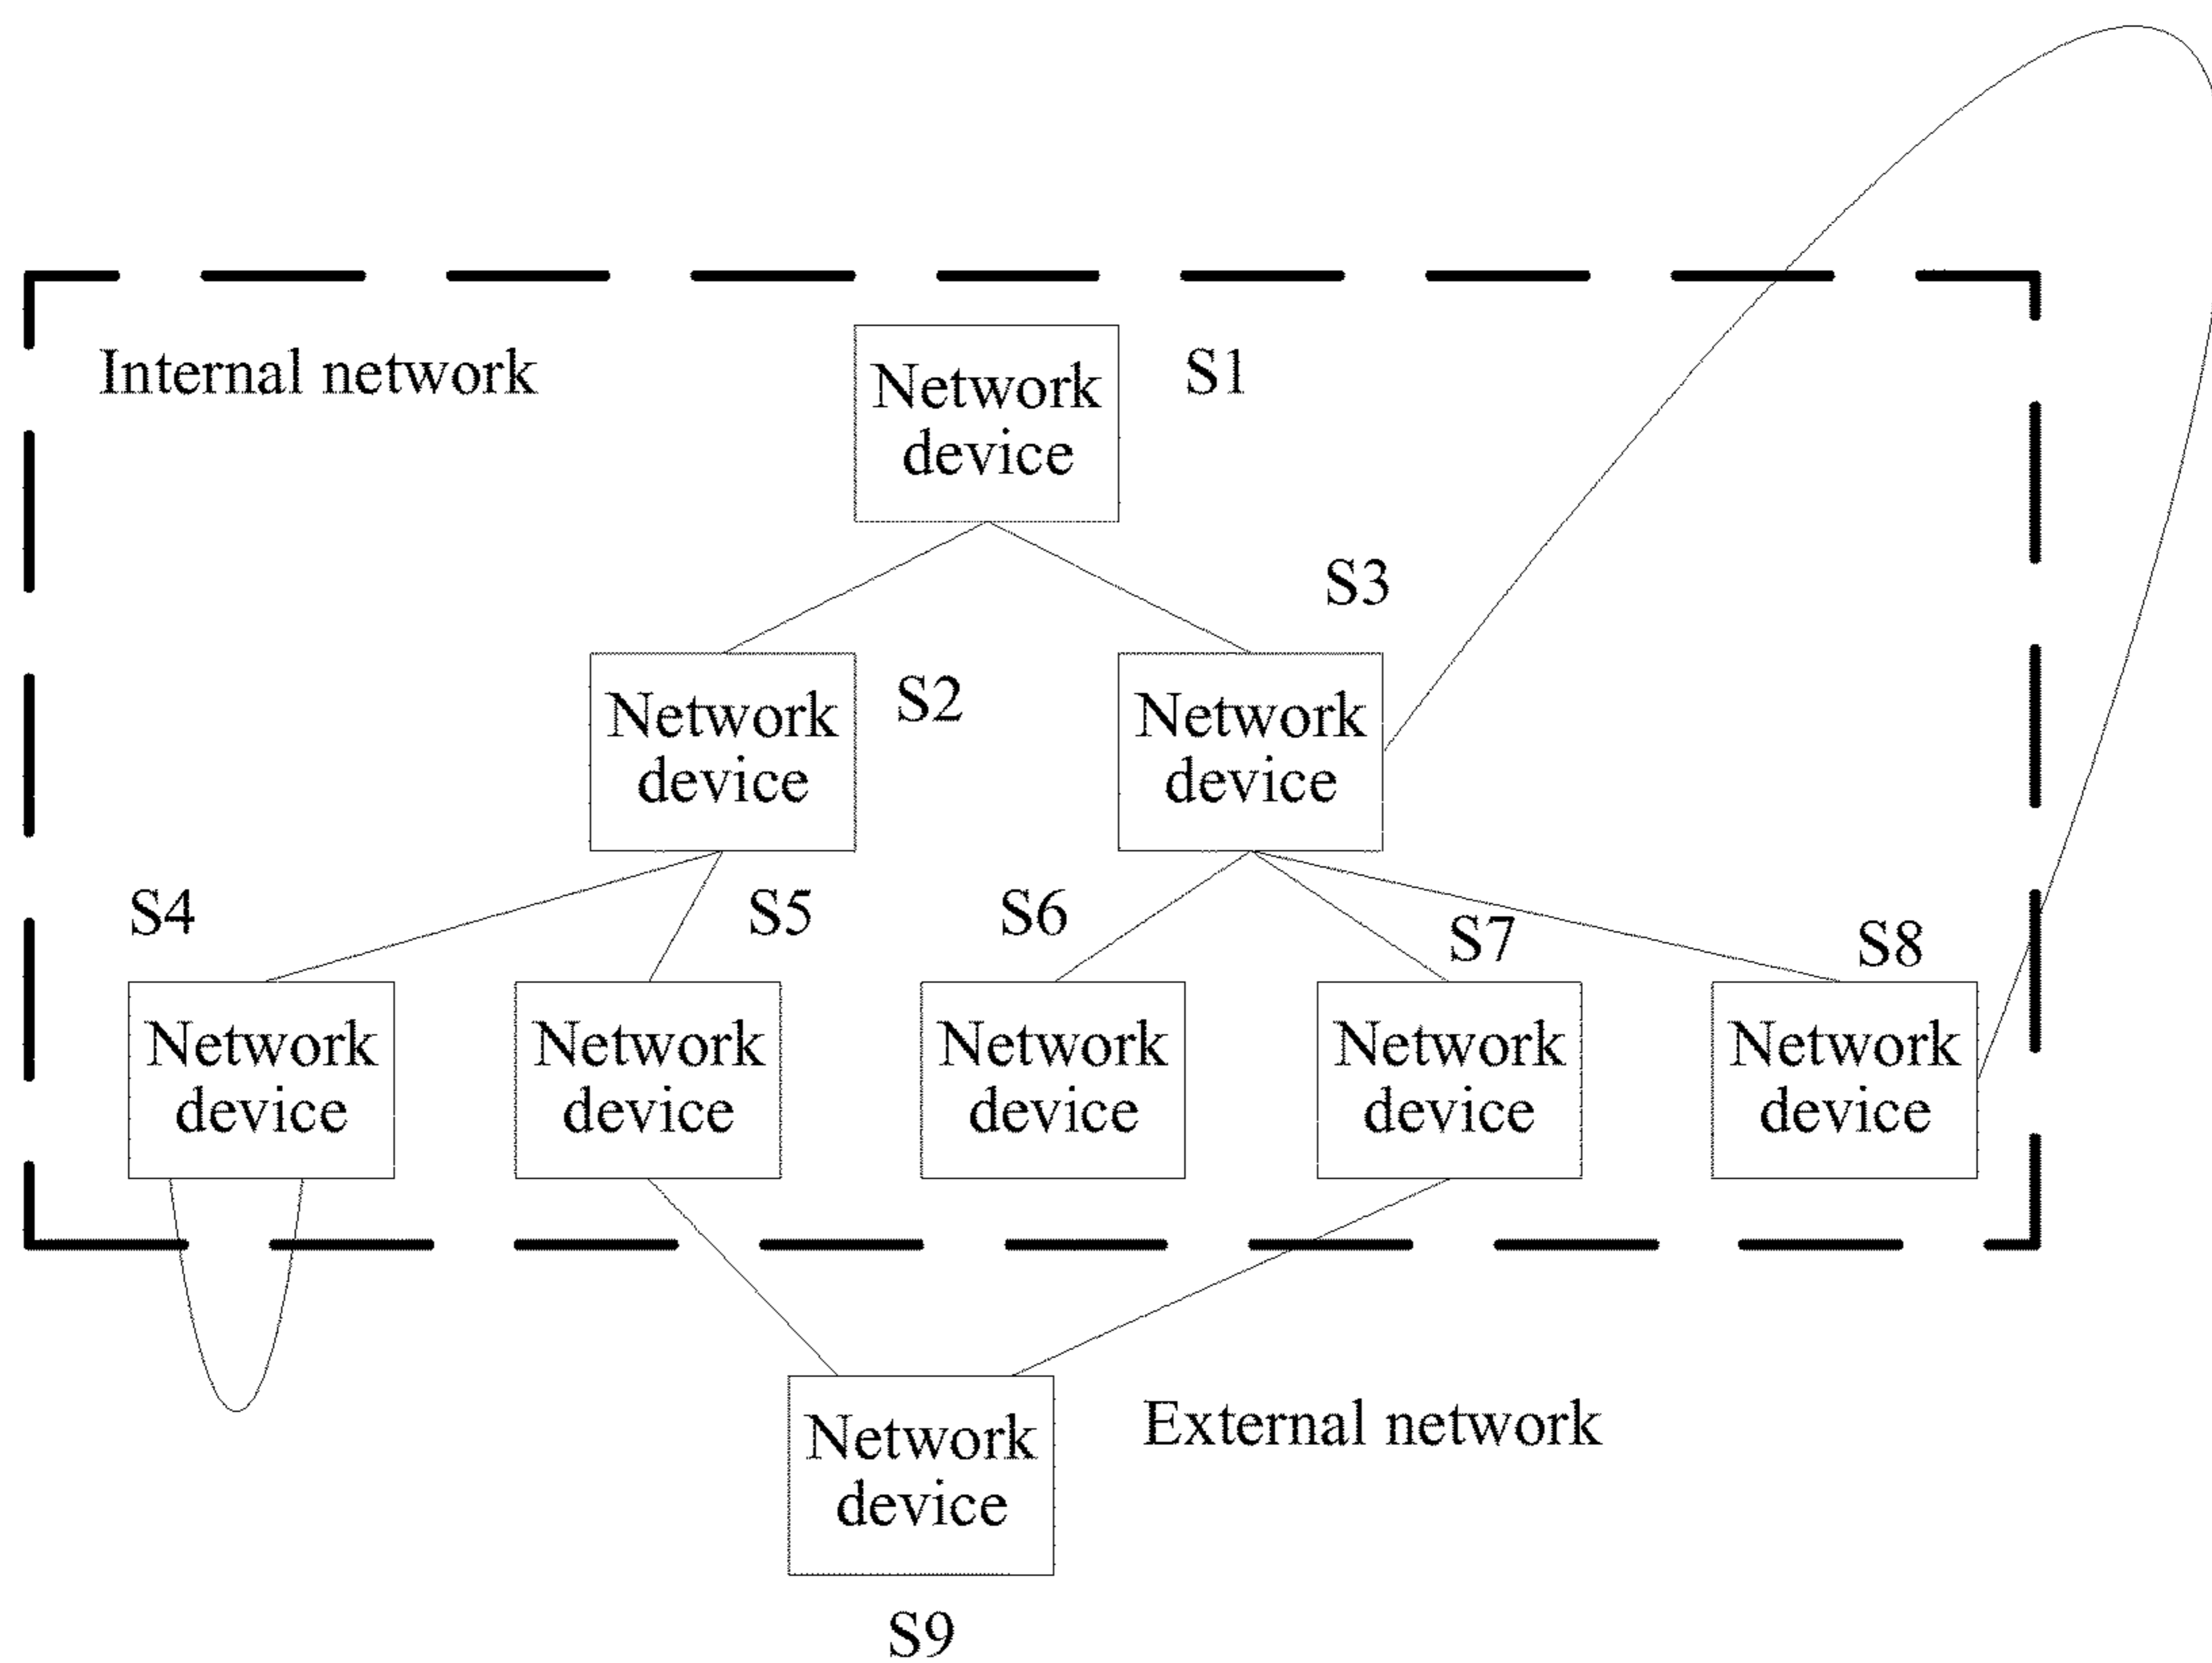 Internal network
Network
device
S1
S3
Network
device
S2
Network
device
S4
S5
S6
S7
S8
Network
device
Network
device
Network
device
Network
device
Network
device
Network
device
External network
S9